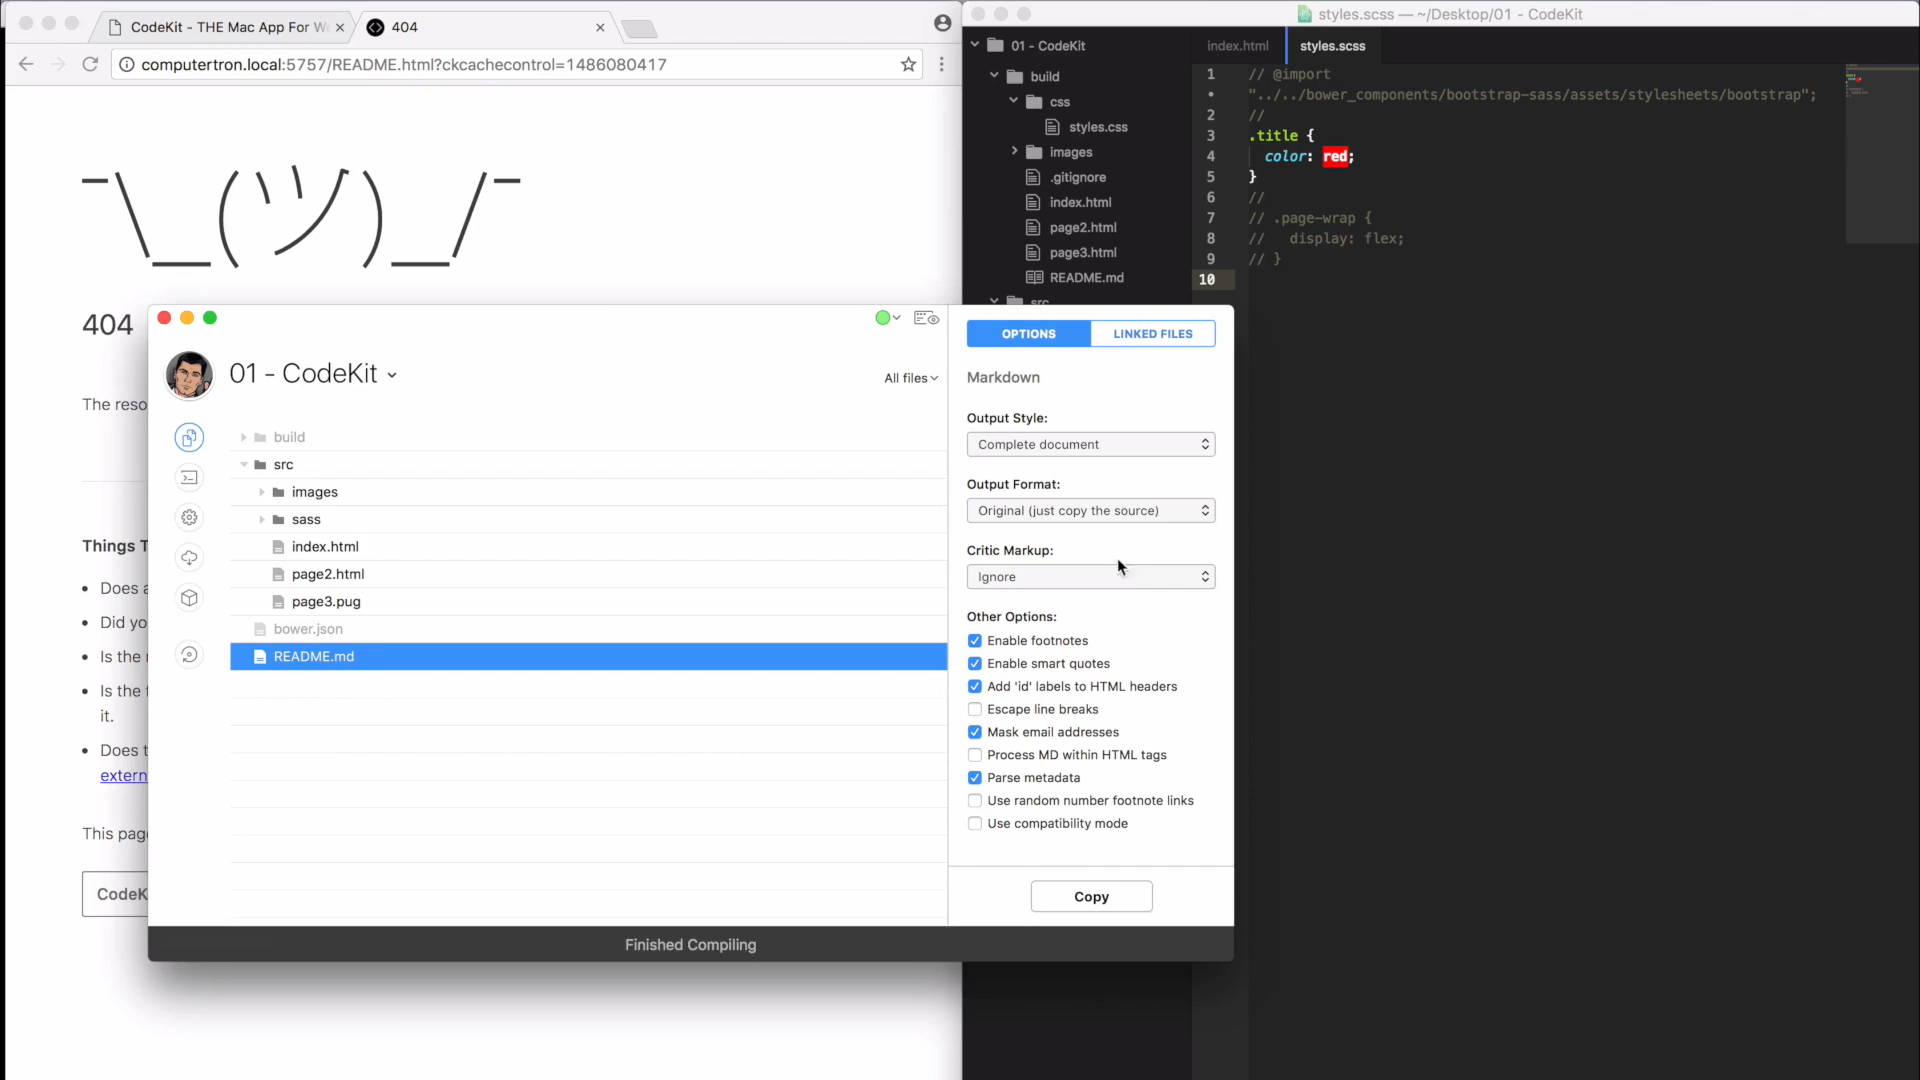 CodeKit - THE Mac App For We
404
computertron.local:5757/README.html?ckcachecontrol=1486080417
¯\_(ツ)_/¯
404
The reso
Things T
• Does a
• Did yo
• Is the
• Is the
it.
• Does t
extern
This pag
CodeK
styles.scss — ~/Desktop/01 - CodeKit
01 - CodeKit
build
css
styles.css
images
.gitignore
index.html
page2.html
page3.html
README.md
src
index.html
styles.scss
1 // @import
• "../../bower_components/bootstrap-sass/assets/stylesheets/bootstrap";
2 //
3 .title {
4 color: red;
5 }
6 //
7 // .page-wrap {
8 // display: flex;
9 // }
10
01 - CodeKit
All files
build
src
images
sass
index.html
page2.html
page3.pug
bower.json
README.md
OPTIONS
LINKED FILES
Markdown
Output Style:
Complete document
Output Format:
Original (just copy the source)
Critic Markup:
Ignore
Other Options:
Enable footnotes
Enable smart quotes
Add 'id' labels to HTML headers
Escape line breaks
Mask email addresses
Process MD within HTML tags
Parse metadata
Use random number footnote links
Use compatibility mode
Copy
Finished Compiling